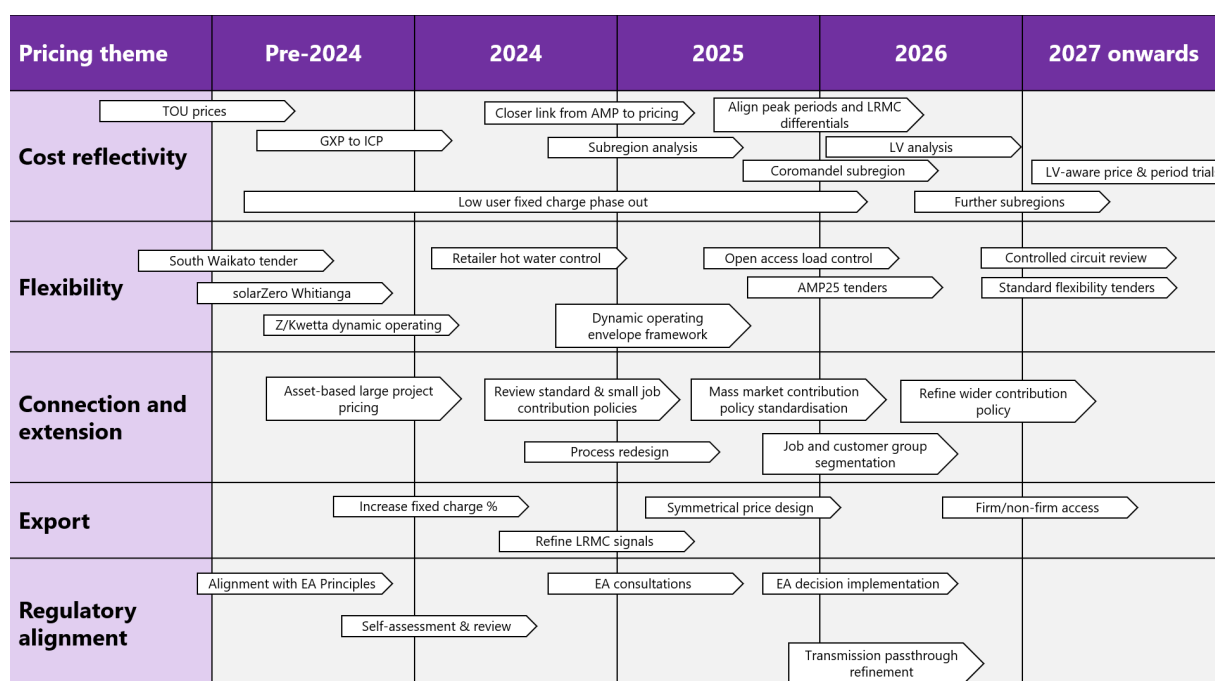 Pricing theme
Pre-2024
2024
2025
2026
2027 onwards
Cost reflectivity
TOU prices
Closer link from AMP to pricing
Align peak periods and LRMC
differentials
GXP to ICP
Subregion analysis
LV analysis
Coromandel subregion
LV-aware price & period trial
Low user fixed charge phase out
Further subregions
Flexibility
South Waikato tender
Retailer hot water control
Open access load control
Controlled circuit review
solarZero Whitianga
AMP25 tenders
Standard flexibility tenders
Z/Kwetta dynamic operating
Dynamic operating
envelope framework
Connection and
extension
Asset-based large project
pricing
Review standard & small job
contribution policies
Mass market contribution
policy standardisation
Refine wider contribution
policy
Process redesign
Job and customer group
segmentation
Export
Increase fixed charge %
Symmetrical price design
Firm/non-firm access
Refine LRMC signals
Regulatory
alignment
Alignment with EA Principles
EA consultations
EA decision implementation
Self-assessment & review
Transmission passthrough
refinement